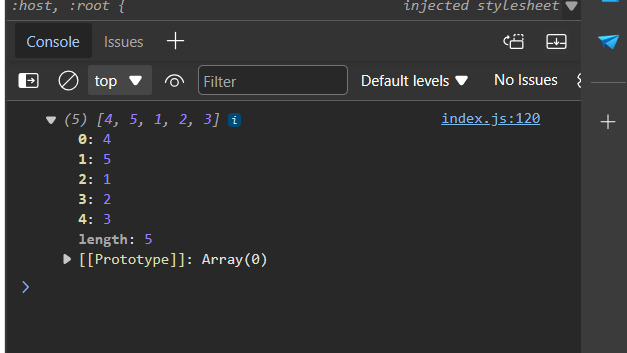 :host, :root {
injected stylesheet
Console Issues
top Filter Default levels No Issues
(5) [4, 5, 1, 2, 3] i index.js:120
0: 4
1: 5
2: 1
3: 2
4: 3
length: 5
[[Prototype]]: Array(0)